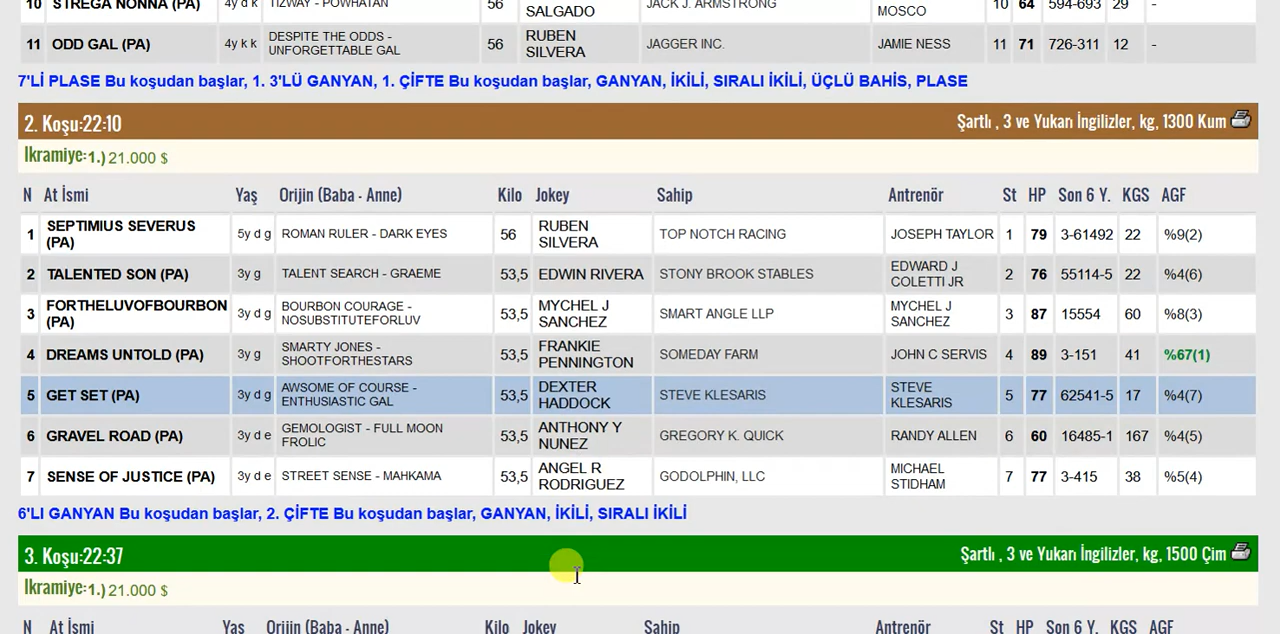 10 STREGA NONNA (PA) 4y d k TIZWAY - POWHATAN 56 SALGADO JACK J. ARMSTRONG MOSCO 10 64 594-693 29 -
11 ODD GAL (PA) 4y k k DESPITE THE ODDS - UNFORGETTABLE GAL 56 RUBEN SILVERA JAGGER INC. JAMIE NESS 11 71 726-311 12 -
7'Lİ PLASE Bu koşudan başlar, 1. 3'LÜ GANYAN, 1. ÇİFTE Bu koşudan başlar, GANYAN, İKİLİ, SIRALI İKİLİ, ÜÇLÜ BAHİS, PLASE
2. Koşu:22:10 Şartlı , 3 ve Yukarı İngilizler, kg, 1300 Kum
Ikramiye:1.) 21.000 $
N At İsmi Yaş Orijin (Baba - Anne) Kilo Jokey Sahip Antrenör St HP Son 6 Y. KGS AGF
1 SEPTIMIUS SEVERUS (PA) 5y d g ROMAN RULER - DARK EYES 56 RUBEN SILVERA TOP NOTCH RACING JOSEPH TAYLOR 1 79 3-61492 22 %9(2)
2 TALENTED SON (PA) 3y g TALENT SEARCH - GRAEME 53,5 EDWIN RIVERA STONY BROOK STABLES EDWARD J COLETTI JR 2 76 55114-5 22 %4(6)
3 FORTHELUVOFBOURBON (PA) 3y d g BOURBON COURAGE - NOSUBSTITUTEFORLUV 53,5 MYCHEL J SANCHEZ SMART ANGLE LLP MYCHEL J SANCHEZ 3 87 15554 60 %8(3)
4 DREAMS UNTOLD (PA) 3y g SMARTY JONES - SHOOTFORTHESTARS 53,5 FRANKIE PENNINGTON SOMEDAY FARM JOHN C SERVIS 4 89 3-151 41 %67(1)
5 GET SET (PA) 3y d g AWSOME OF COURSE - ENTHUSIASTIC GAL 53,5 DEXTER HADDOCK STEVE KLESARIS STEVE KLESARIS 5 77 62541-5 17 %4(7)
6 GRAVEL ROAD (PA) 3y d e GEMOLOGIST - FULL MOON FROLIC 53,5 ANTHONY Y NUNEZ GREGORY K. QUICK RANDY ALLEN 6 60 16485-1 167 %4(5)
7 SENSE OF JUSTICE (PA) 3y d e STREET SENSE - MAHKAMA 53,5 ANGEL R RODRIGUEZ GODOLPHIN, LLC MICHAEL STIDHAM 7 77 3-415 38 %5(4)
6'LI GANYAN Bu koşudan başlar, 2. ÇİFTE Bu koşudan başlar, GANYAN, İKİLİ, SIRALI İKİLİ
3. Koşu:22:37 Şartlı , 3 ve Yukarı İngilizler, kg, 1500 Çim
Ikramiye:1.) 21.000 $
N At İsmi Yaş Orijin (Baba - Anne) Kilo Jokey Sahip Antrenör St HP Son 6 Y. KGS AGF